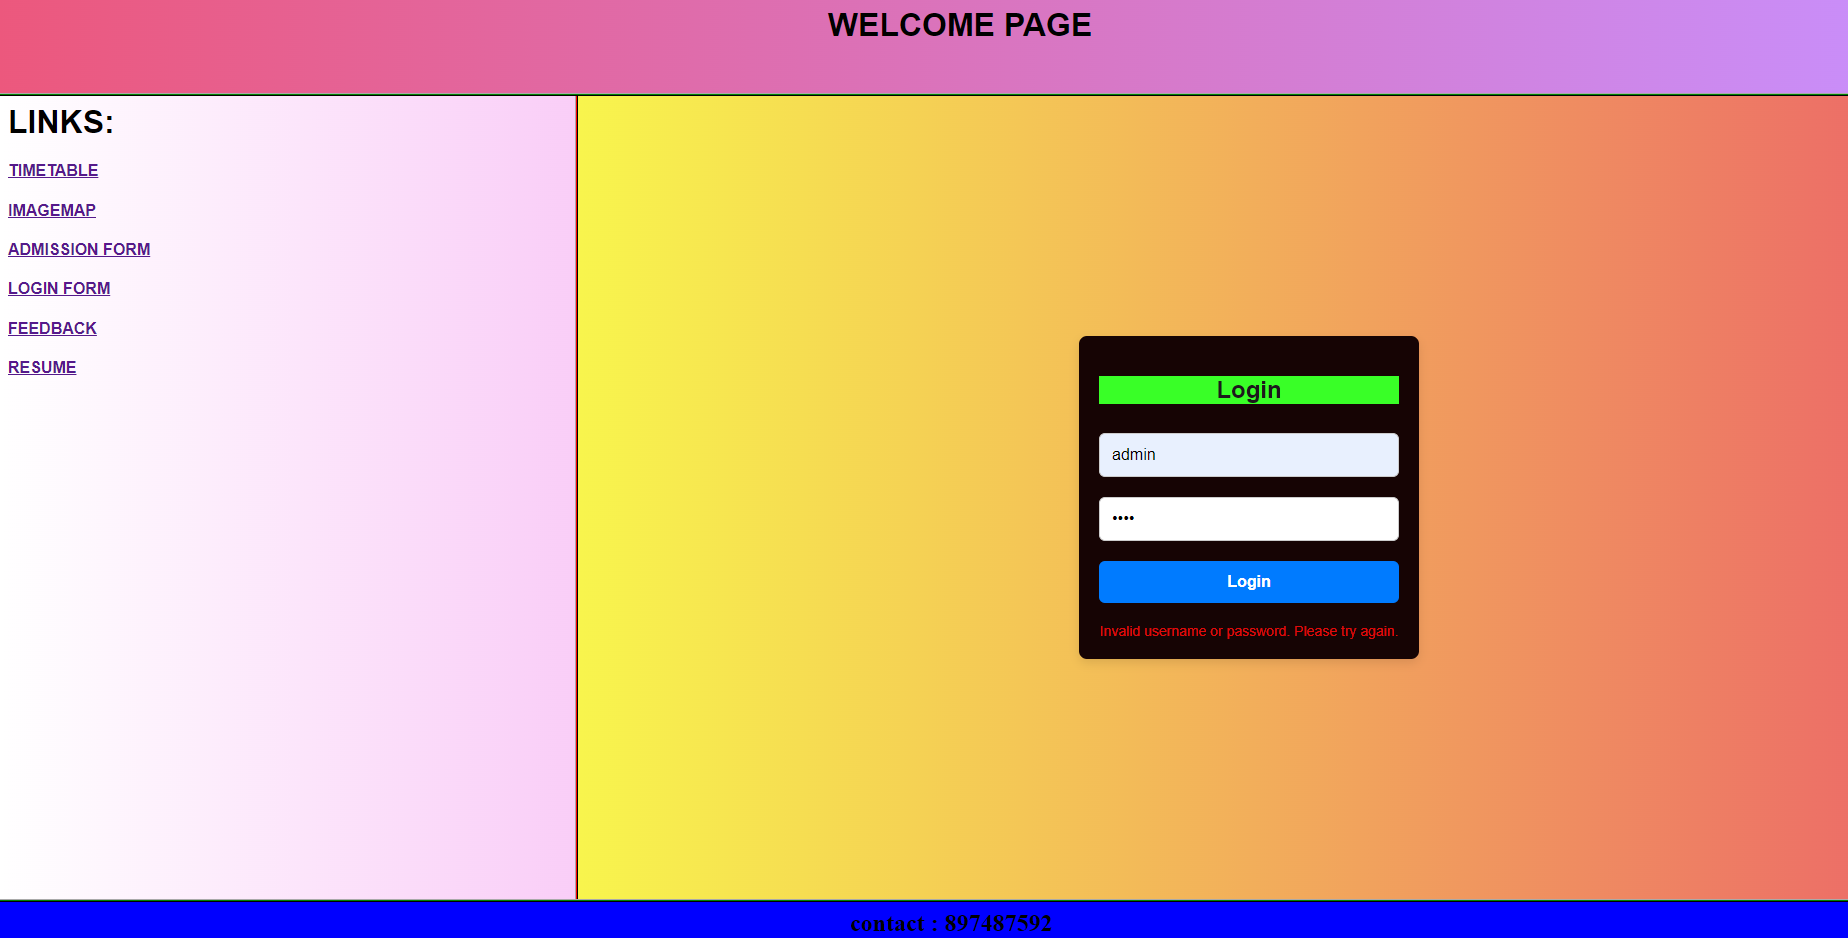 WELCOME PAGE
LINKS:
TIMETABLE
IMAGEMAP
ADMISSION FORM
LOGIN FORM
FEEDBACK
RESUME
Login
admin
••••
Login
Invalid username or password. Please try again.
contact : 897487592